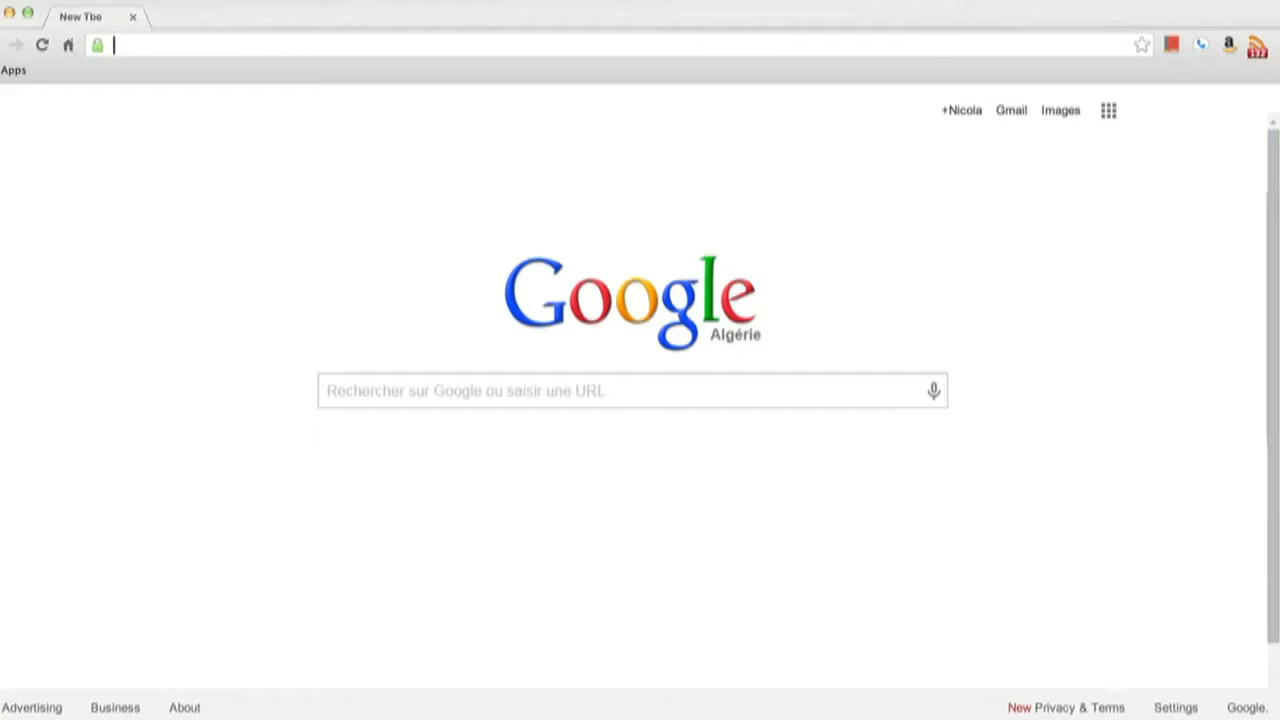 New Tbe
137
Apps
+Nicola Gmail Images
Google
Algérie
Rechercher sur Google ou saisir une URL
Advertising Business About New Privacy & Terms Settings Google.